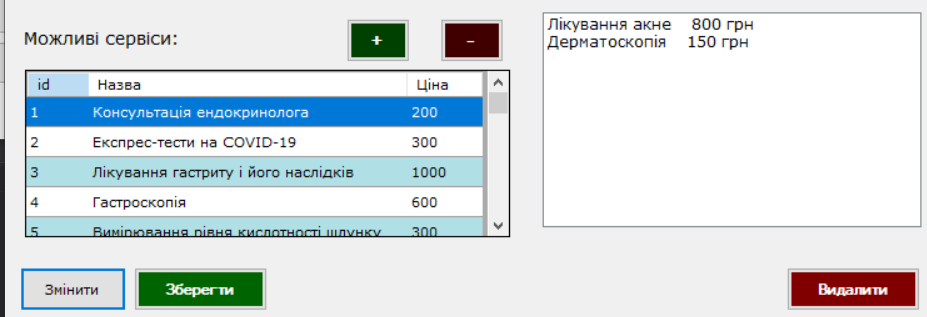 Можливі сервіси:
+
-
Лікування акне 800 грн
Дерматоскопія 150 грн
id Назва Ціна
1 Консультація ендокринолога 200
2 Експрес-тести на COVID-19 300
3 Лікування гастриту і його наслідків 1000
4 Гастроскопія 600
5 Вимірювання рівня кислотності шлунку 300
Змінити
Зберегти
Видалити